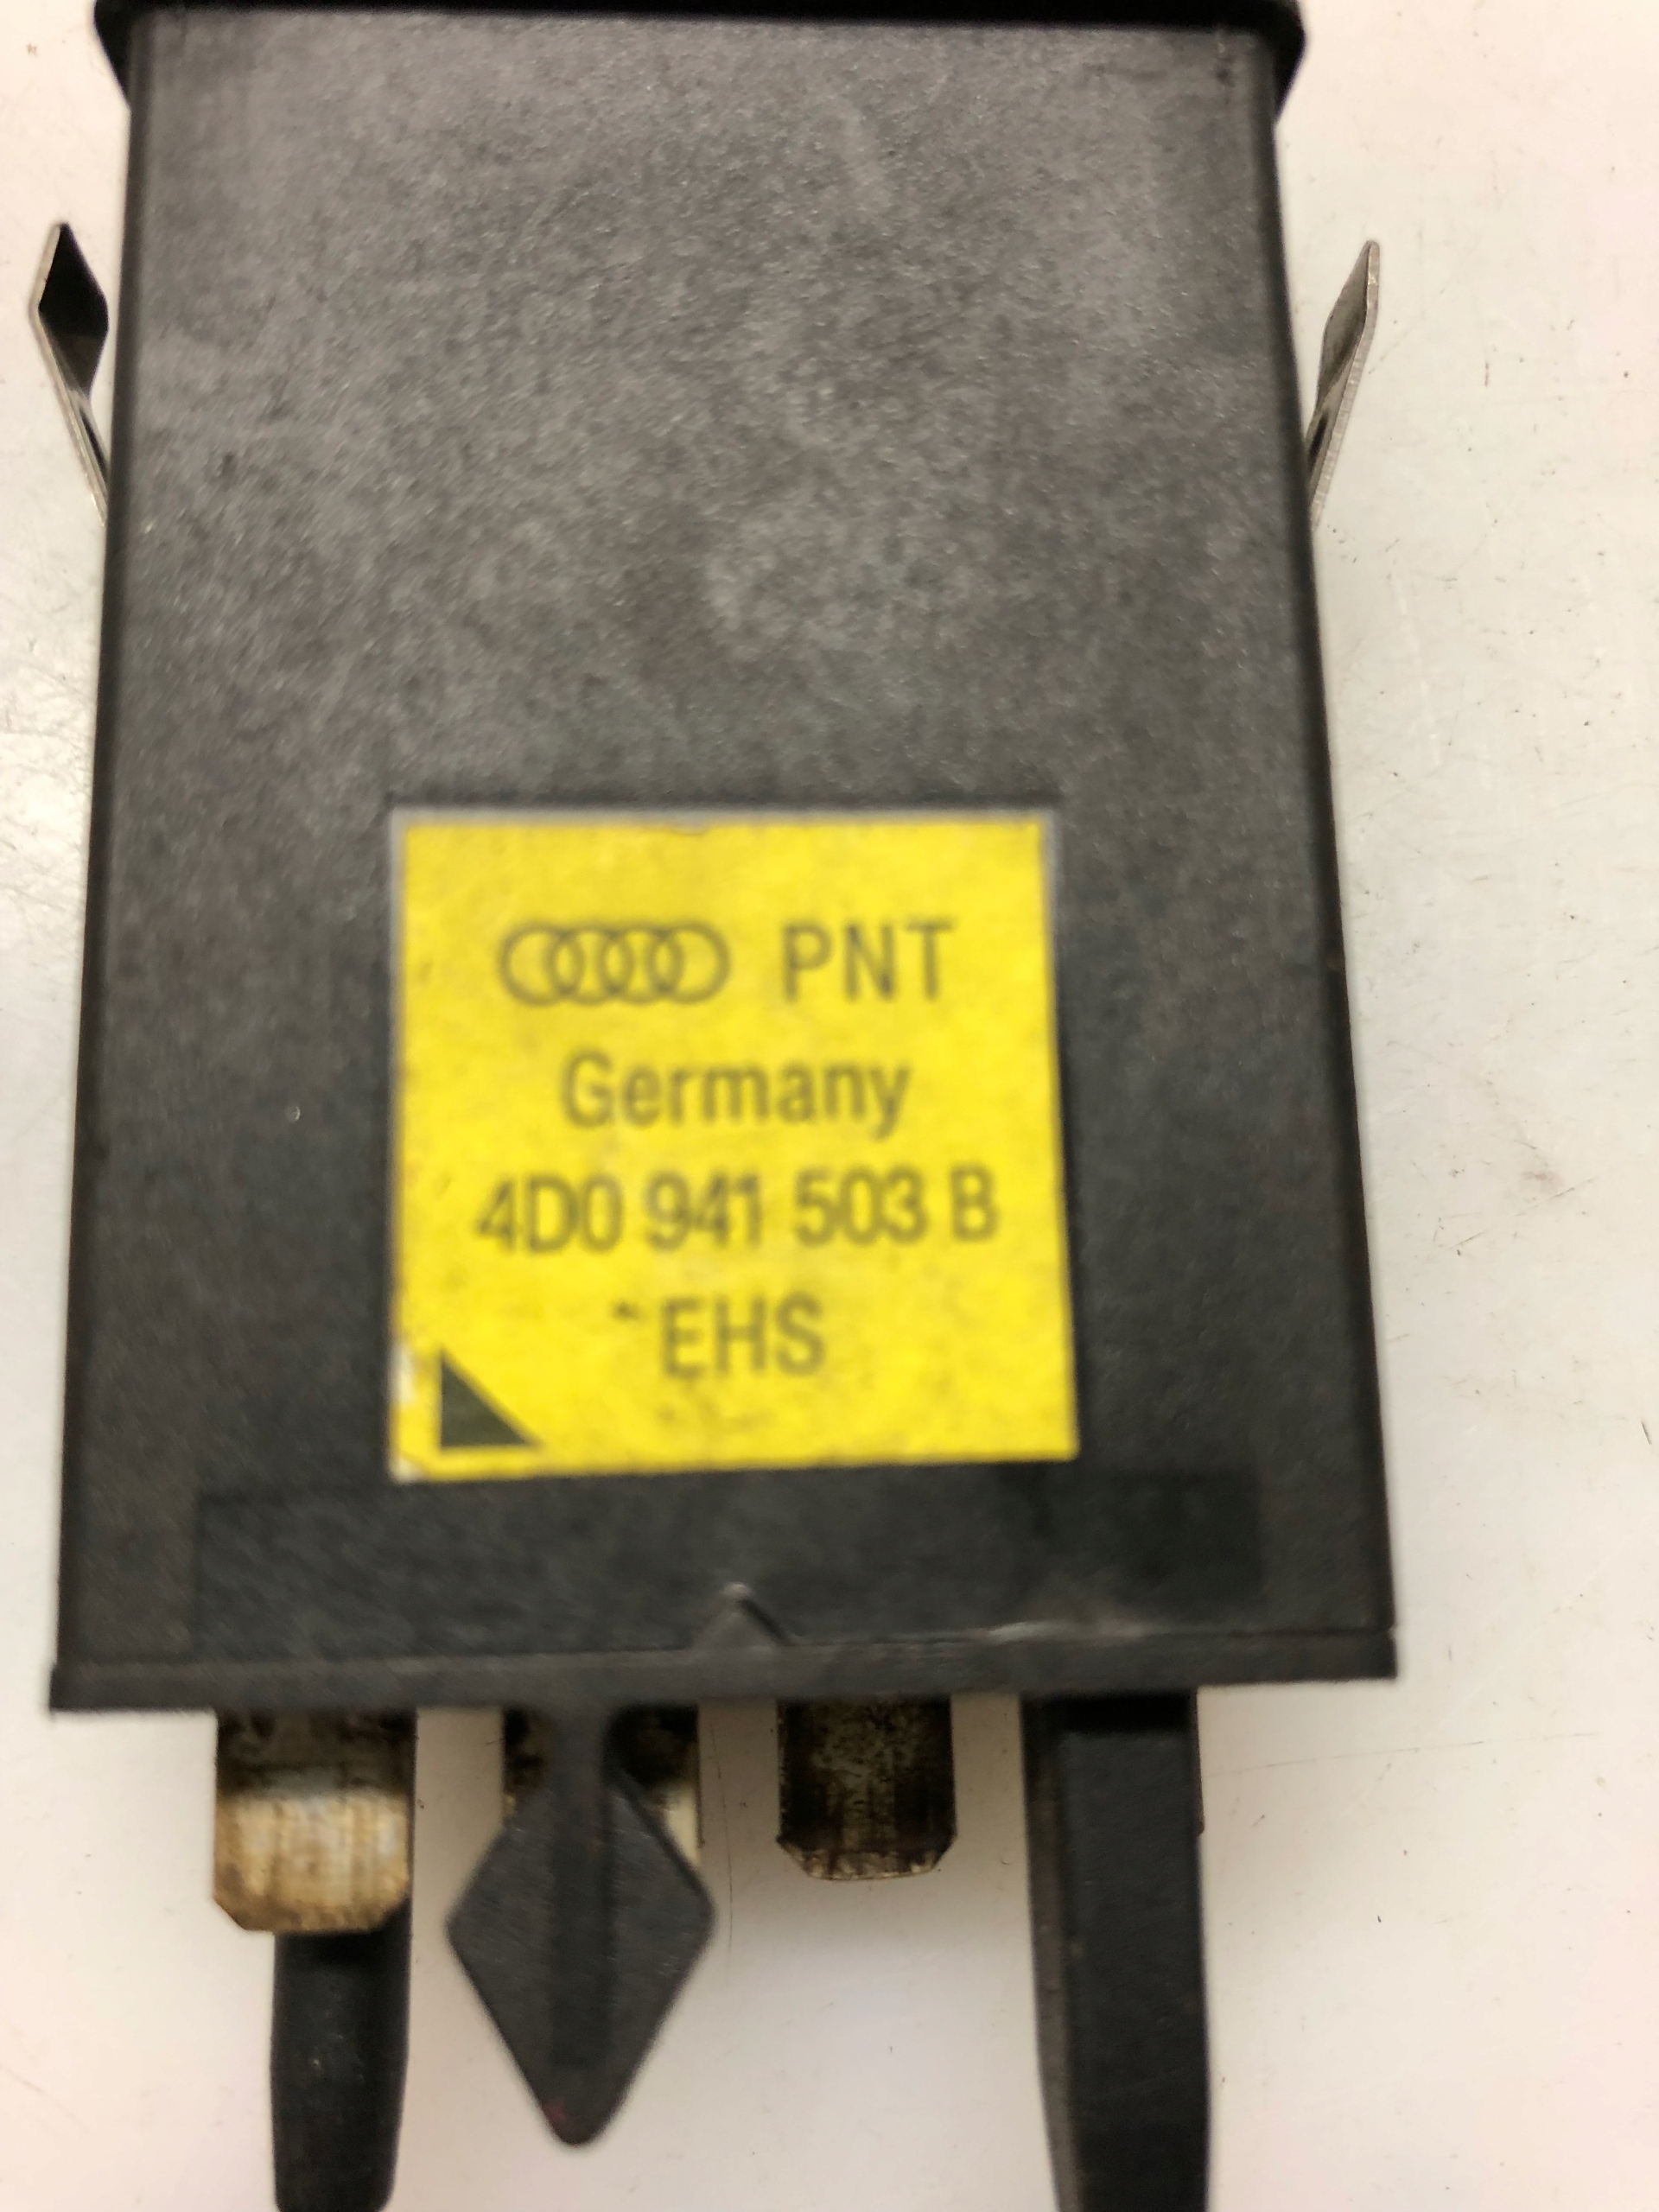 PNT
Germany
4D0 941 503 B
EHS